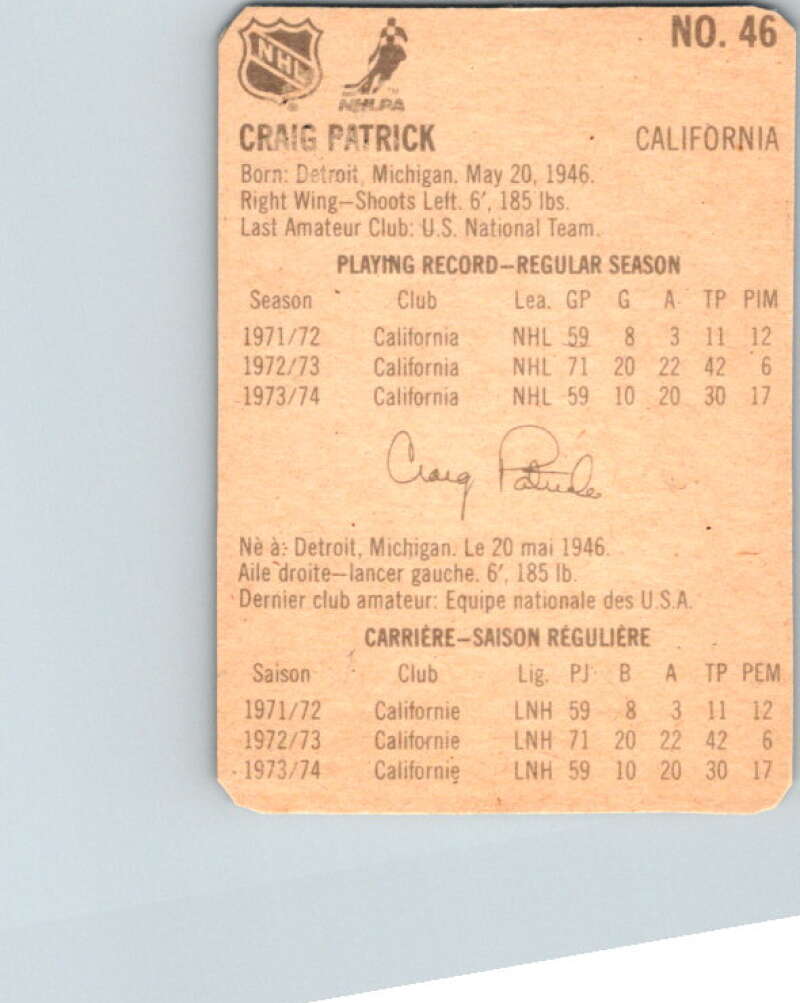 NHL
NHLPA
NO. 46
CRAIG PATRICK CALIFORNIA
Born: Detroit, Michigan. May 20, 1946.
Right Wing—Shoots Left. 6', 185 lbs.
Last Amateur Club: U.S. National Team.
PLAYING RECORD—REGULAR SEASON
Season Club Lea. GP G A TP PIM
1971/72 California NHL 59 8 3 11 12
1972/73 California NHL 71 20 22 42 6
1973/74 California NHL 59 10 20 30 17
Craig Patrick
Nè à: Detroit, Michigan. Le 20 mai 1946.
Aile droite—lancer gauche. 6', 185 lb.
Dernier club amateur: Equipe nationale des U.S.A.
CARRIÈRE—SAISON RÉGULIÈRE
Saison Club Lig. PJ B A TP PEM
1971/72 Californie LNH 59 8 3 11 12
1972/73 Californie LNH 71 20 22 42 6
1973/74 Californie LNH 59 10 20 30 17